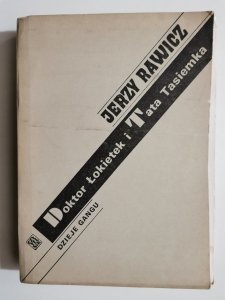 JERZY RAWICZ
Doktor Łokietek i Tata Tasiemka
DZIEJE GANGU